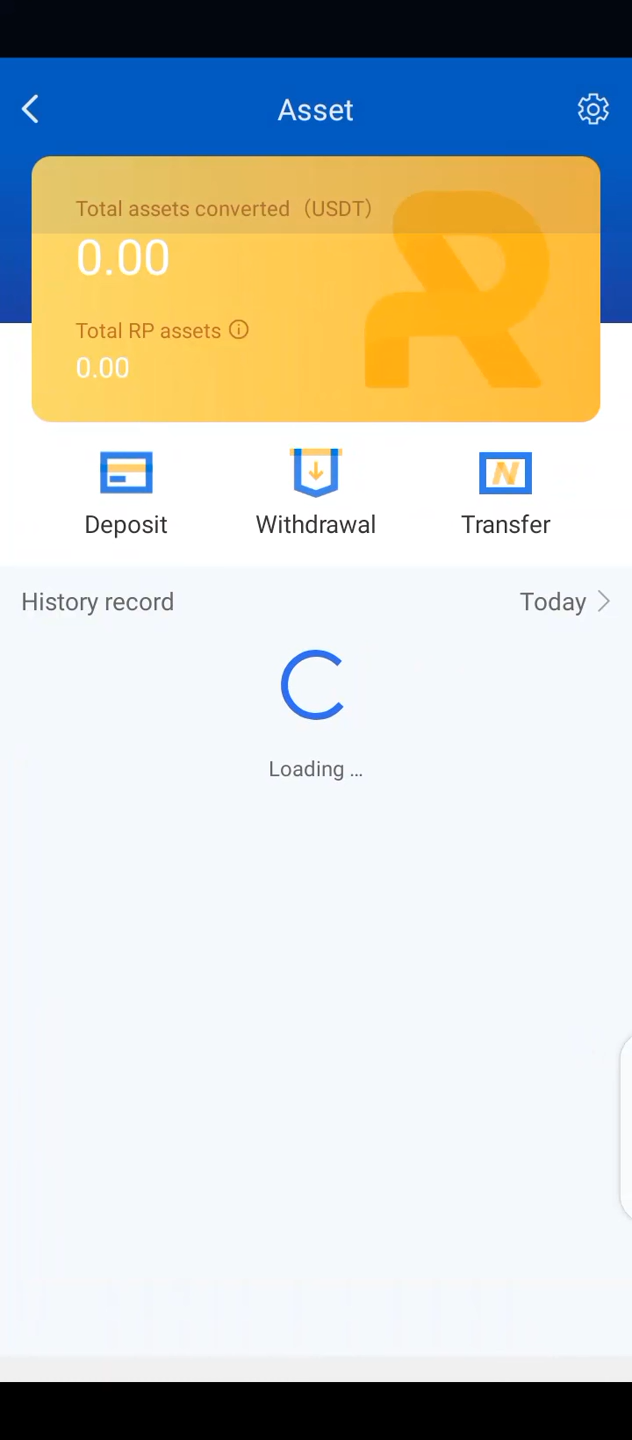 Asset
Total assets converted（USDT）
0.00
Total RP assets
0.00
Deposit Withdrawal Transfer
History record Today
Loading ...